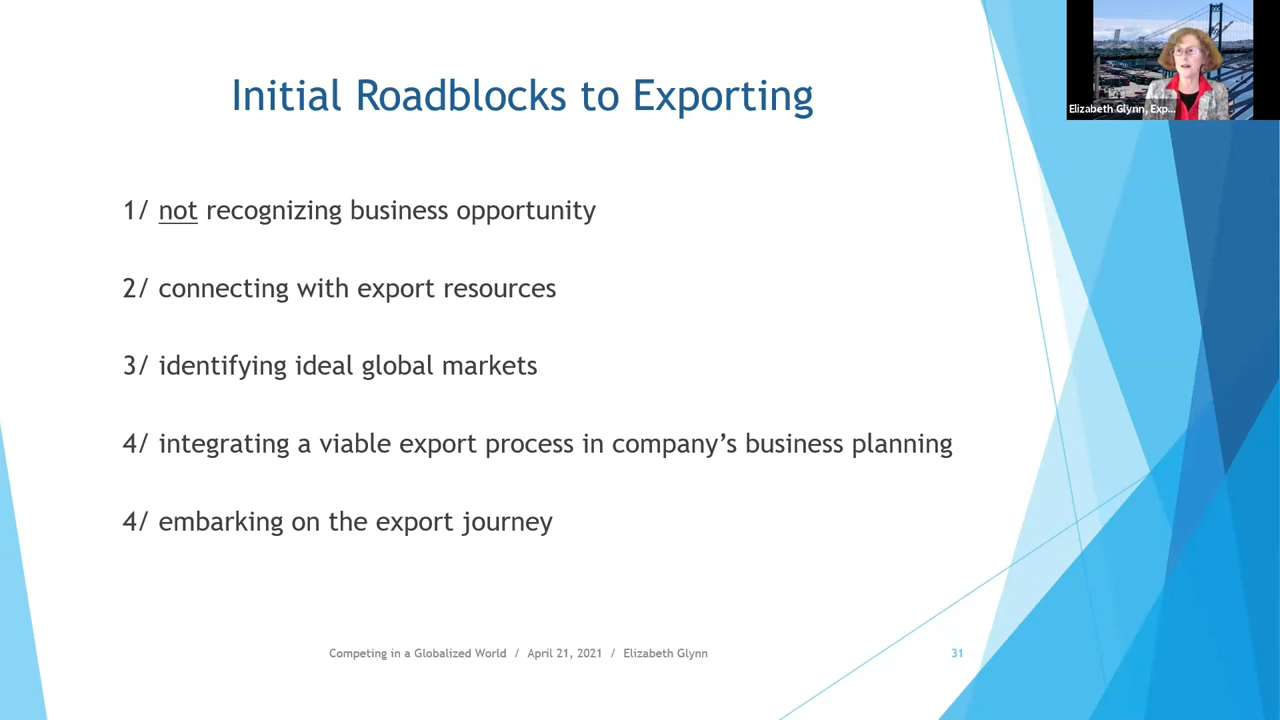 Initial Roadblocks to Exporting
1/ not recognizing business opportunity
2/ connecting with export resources
3/ identifying ideal global markets
4/ integrating a viable export process in company's business planning
4/ embarking on the export journey
Competing in a Globalized World / April 21, 2021 / Elizabeth Glynn
31
Elizabeth Glynn, Exp...